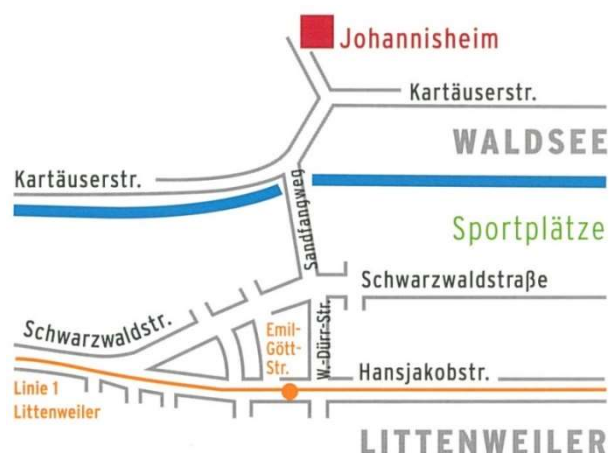 Johannisheim
Kartäuserstr.
WALDSEE
Kartäuserstr.
Sandfangweg
Sportplätze
Schwarzwaldstraße
Schwarzwaldstr.
Emil-
Gött-
Str.
W.-Dürr-Str.
Hansjakobstr.
Linie 1
Littenweiler
LITTENWEILER